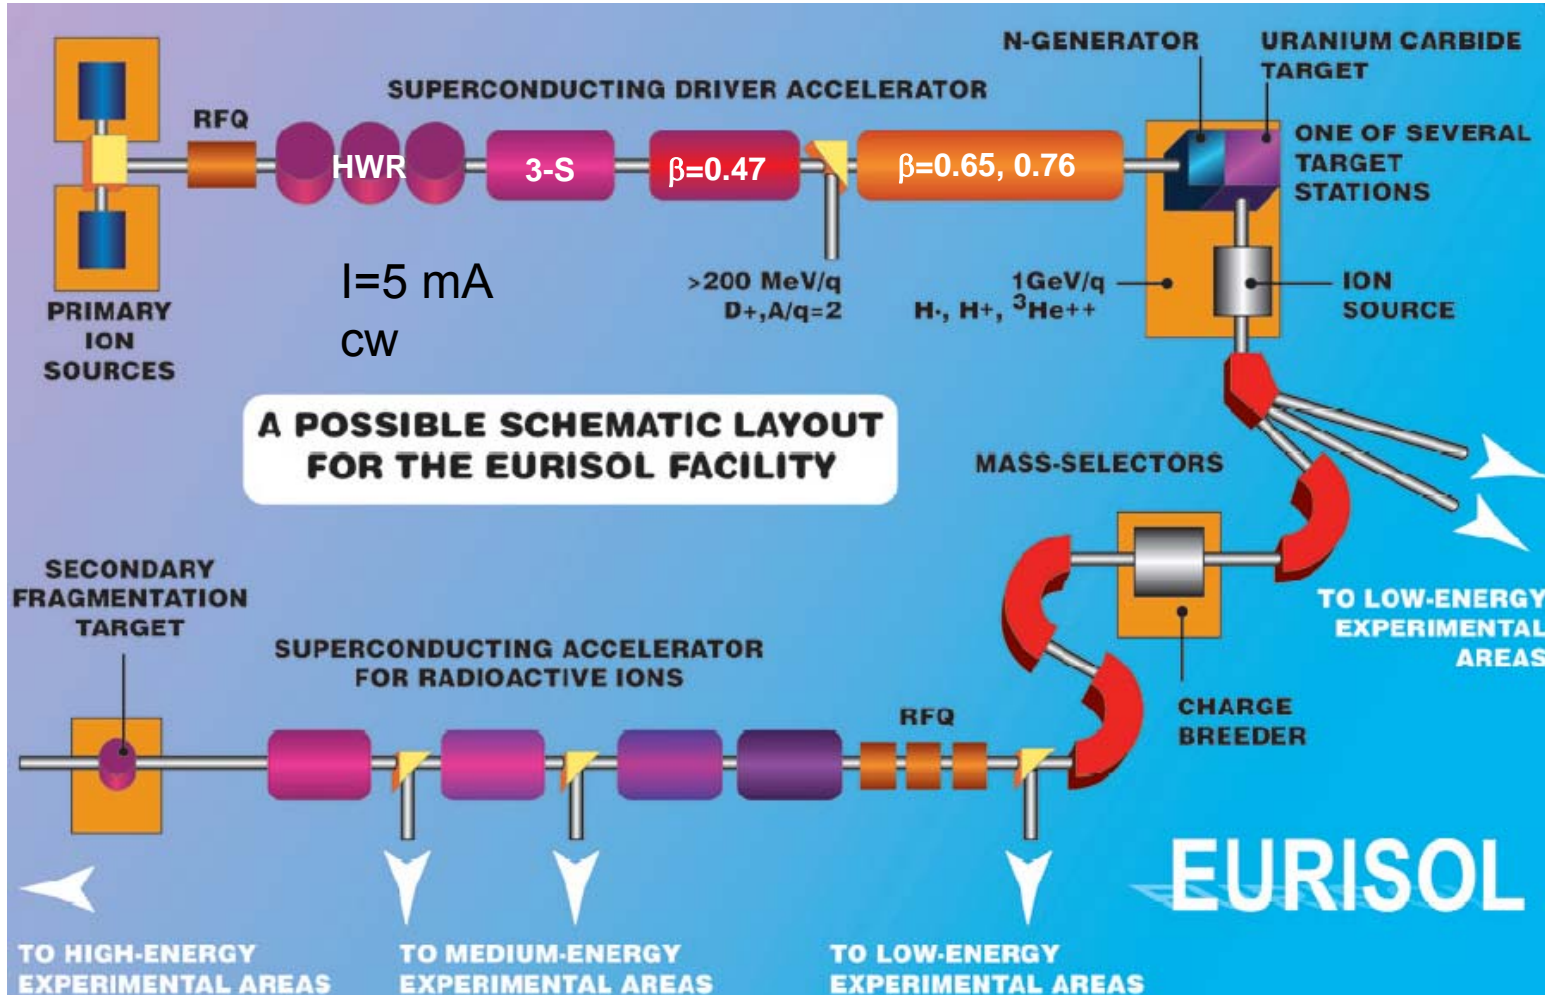 N-GENERATOR
URANIUM CARBIDE
TARGET
SUPERCONDUCTING DRIVER ACCELERATOR
RFQ
HWR
3-S
β=0.47
β=0.65, 0.76
ONE OF SEVERAL
TARGET
STATIONS
I=5 mA
cw
>200 MeV/q
D+,A/q=2
1GeV/q
H-, H+, ³He++
ION
SOURCE
PRIMARY
ION
SOURCES
A POSSIBLE SCHEMATIC LAYOUT
FOR THE EURISOL FACILITY
MASS-SELECTORS
SECONDARY
FRAGMENTATION
TARGET
TO LOW-ENERGY
EXPERIMENTAL
AREAS
SUPERCONDUCTING ACCELERATOR
FOR RADIOACTIVE IONS
RFQ
CHARGE
BREEDER
EURISOL
TO HIGH-ENERGY
EXPERIMENTAL AREAS
TO MEDIUM-ENERGY
EXPERIMENTAL AREAS
TO LOW-ENERGY
EXPERIMENTAL AREAS